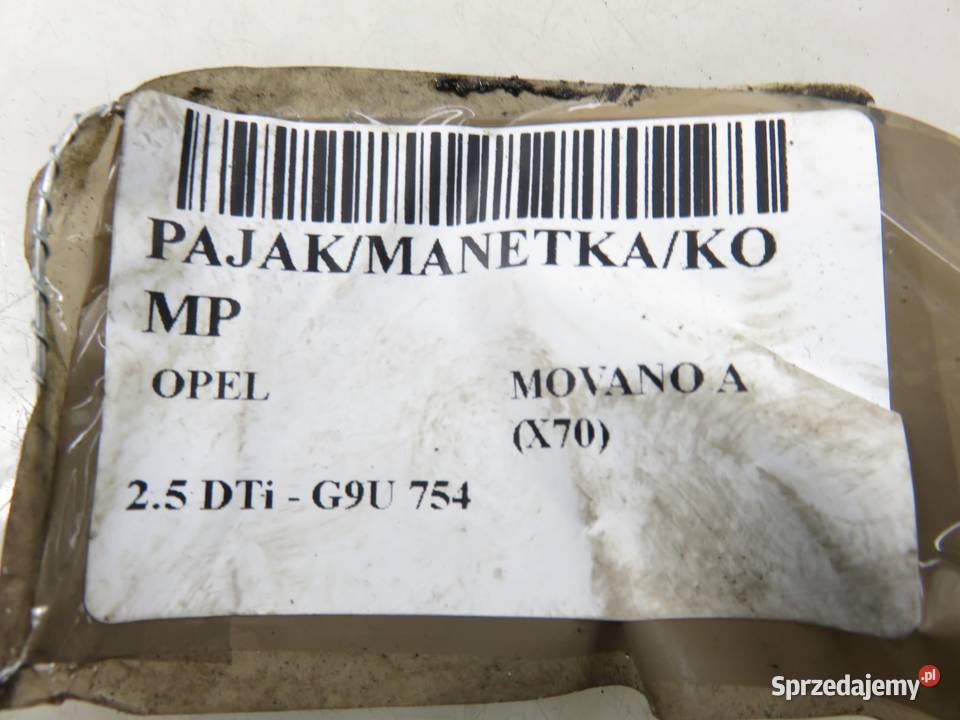 PAJAK/MANETKA/KO
MP
OPEL MOVANO A
(X70)
2.5 DTi - G9U 754
Sprzedajemy.pl